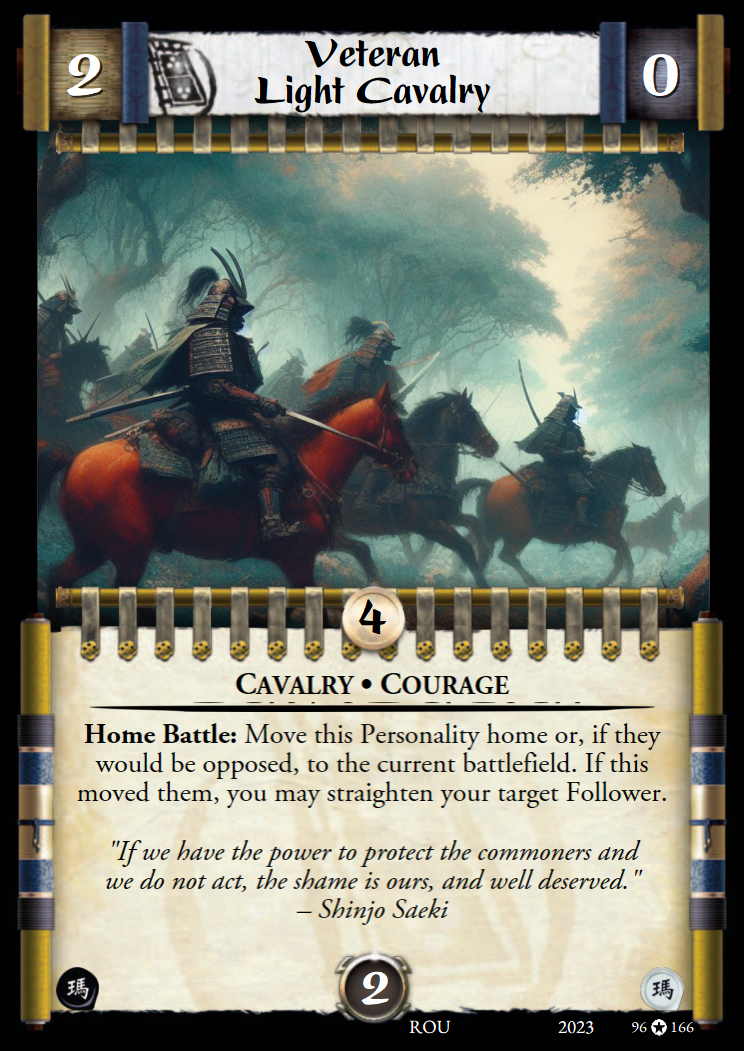 2
Veteran
Light Cavalry
0
4
Cavalry • Courage
Home Battle: Move this Personality home or, if they
would be opposed, to the current battlefield. If this
moved them, you may straighten your target Follower.
"If we have the power to protect the commoners and
we do not act, the shame is ours, and well deserved."
– Shinjo Saeki
瑪
2
瑪
ROU 2023 96 ✪ 166